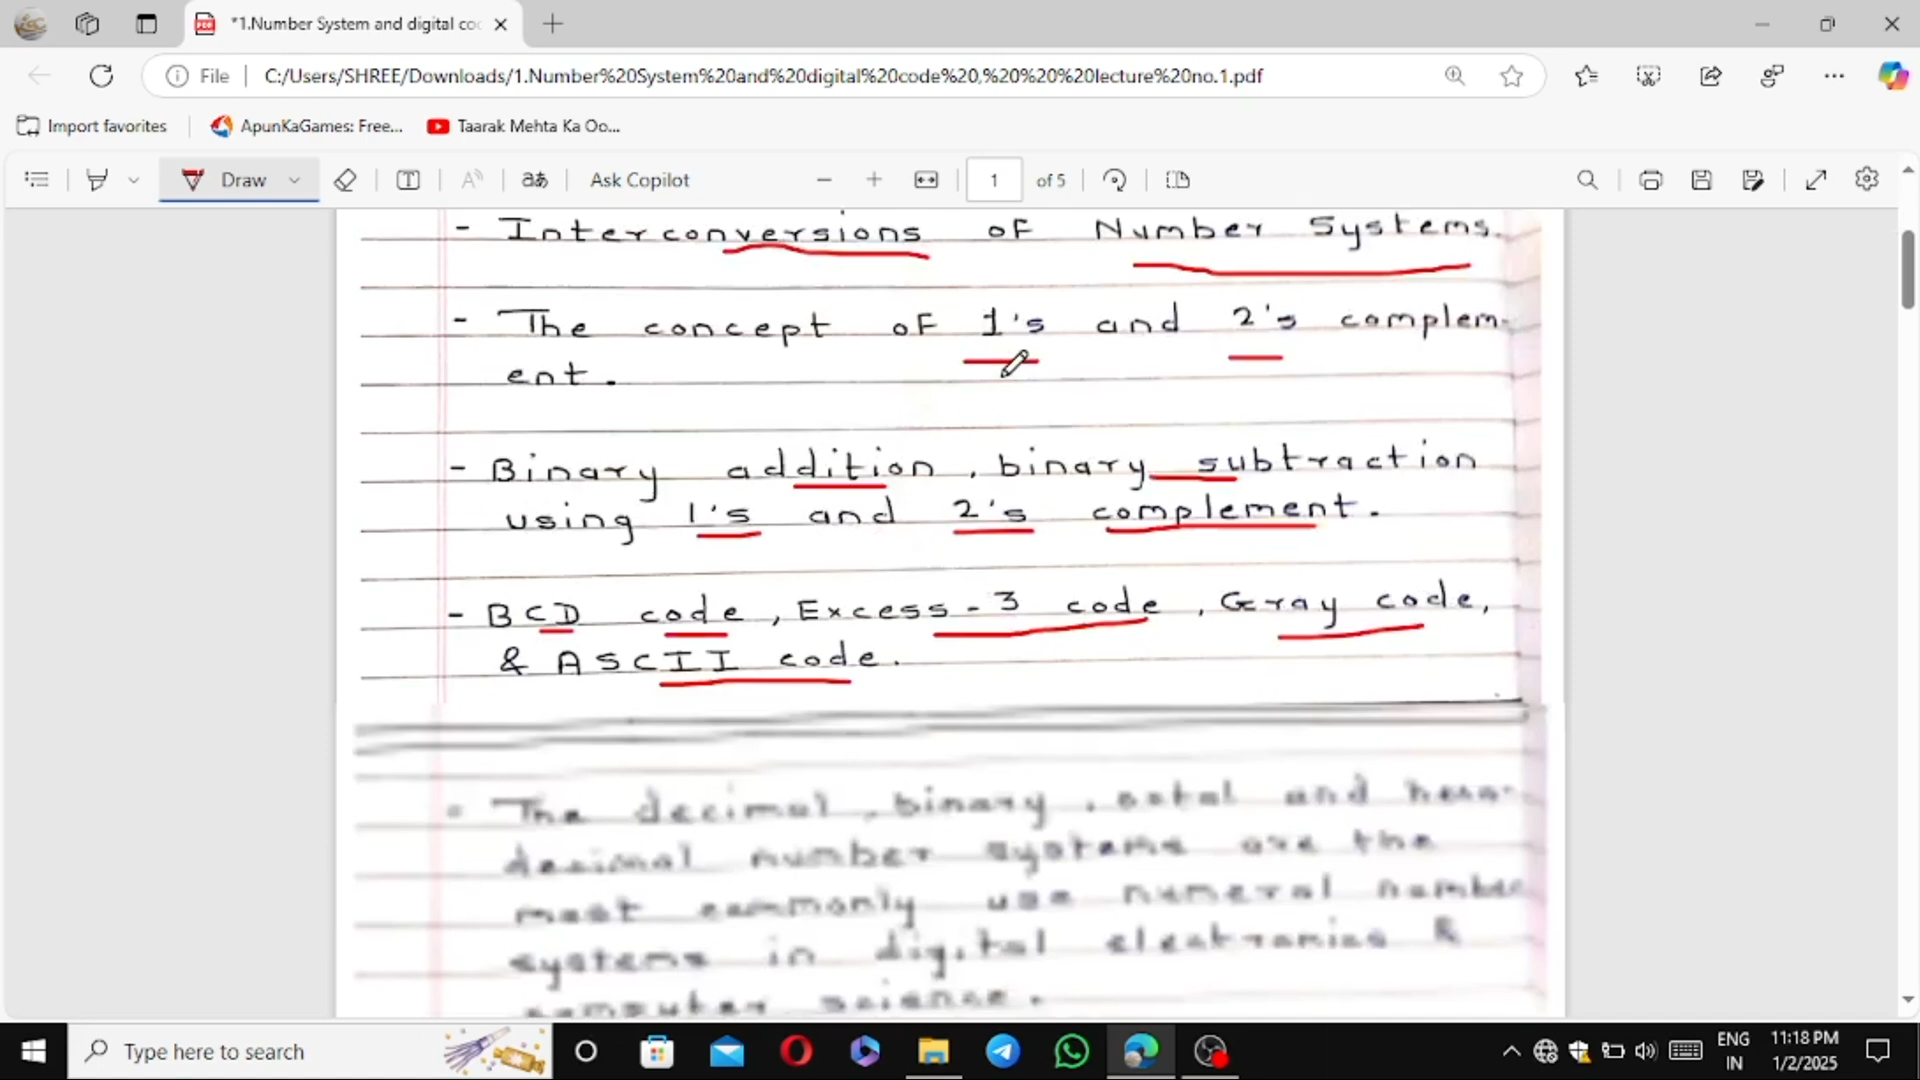 *1.Number System and digital co
File
C:/Users/SHREE/Downloads/1.Number%20System%20and%20digital%20code%20,%20%20%20lecture%20no.1.pdf
Import favorites
ApunKaGames: Free...
Taarak Mehta Ka Oo...
Draw
Ask Copilot
1 of 5
- Interconversions of Number Systems.
- The concept of 1's and 2's complem-
ent.
- Binary addition, binary subtraction
using 1's and 2's complement.
- BCD code, Excess-3 code, Gray code,
& ASCII code.
The decimal, binary, octal and hexa-
decimal number systems are the
most commonly use numeral number
systems in digital electronics &
computer science.
Type here to search
ENG
IN
11:18 PM
1/2/2025